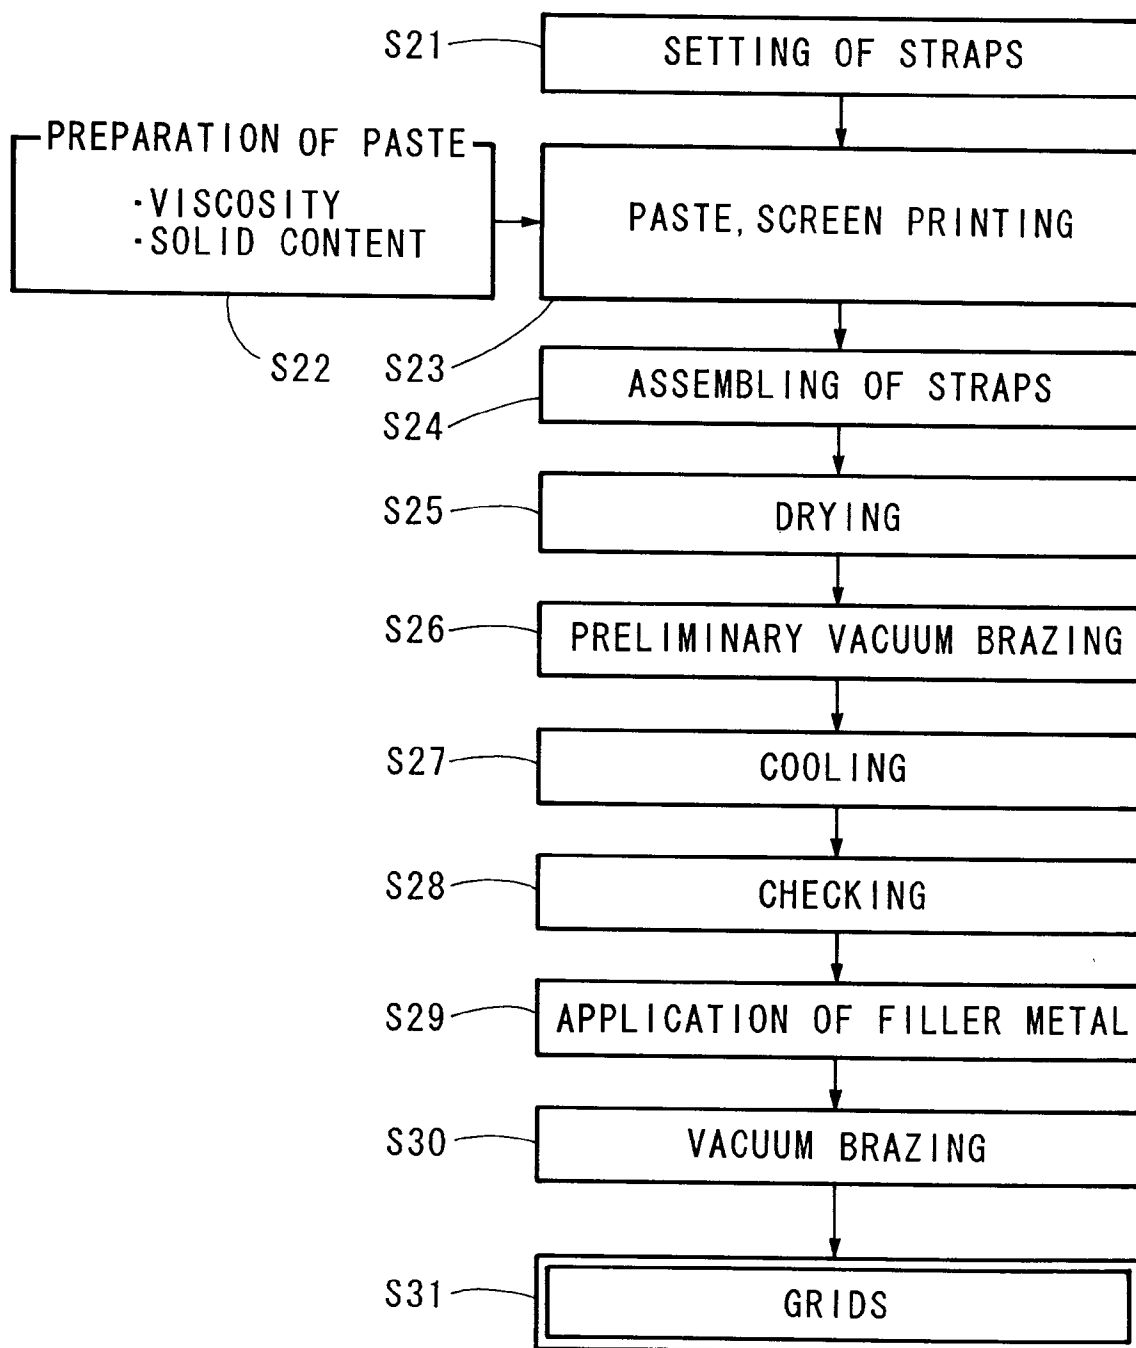 S21
SETTING OF STRAPS
PREPARATION OF PASTE
·VISCOSITY
·SOLID CONTENT
S22
PASTE, SCREEN PRINTING
S23
ASSEMBLING OF STRAPS
S24
S25
DRYING
S26
PRELIMINARY VACUUM BRAZING
S27
COOLING
S28
CHECKING
S29
APPLICATION OF FILLER METAL
S30
VACUUM BRAZING
S31
GRIDS